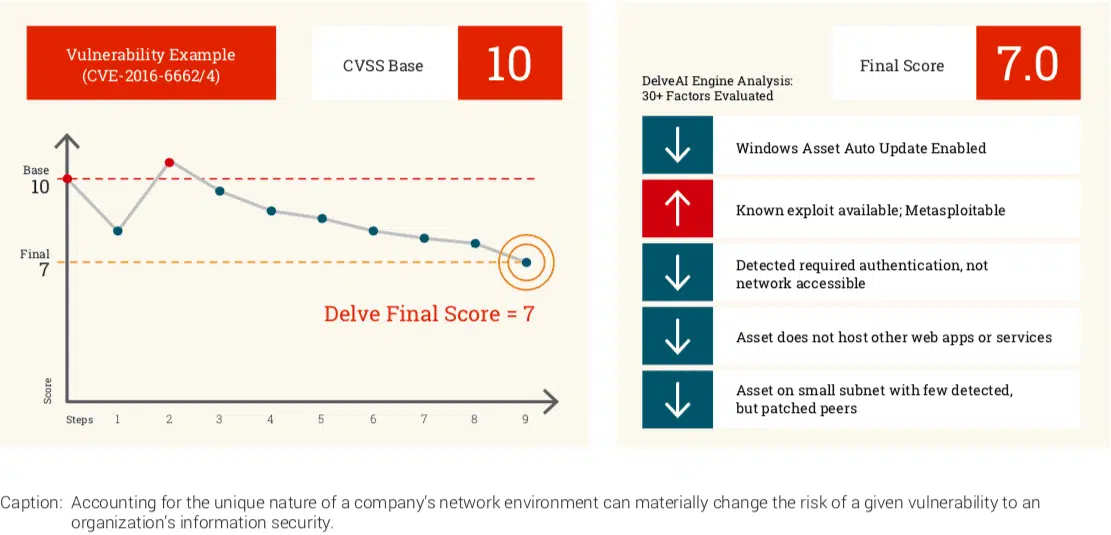 Vulnerability Example
(CVE-2016-6662/4)
CVSS Base
10
Base
10
Final
7
Delve Final Score = 7
Score
Steps 1 2 3 4 5 6 7 8 9
DelveAI Engine Analysis:
30+ Factors Evaluated
Final Score
7.0
Windows Asset Auto Update Enabled
Known exploit available; Metasploitable
Detected required authentication, not
network accessible
Asset does not host other web apps or services
Asset on small subnet with few detected,
but patched peers
Caption: Accounting for the unique nature of a company’s network environment can materially change the risk of a given vulnerability to an
organization’s information security.